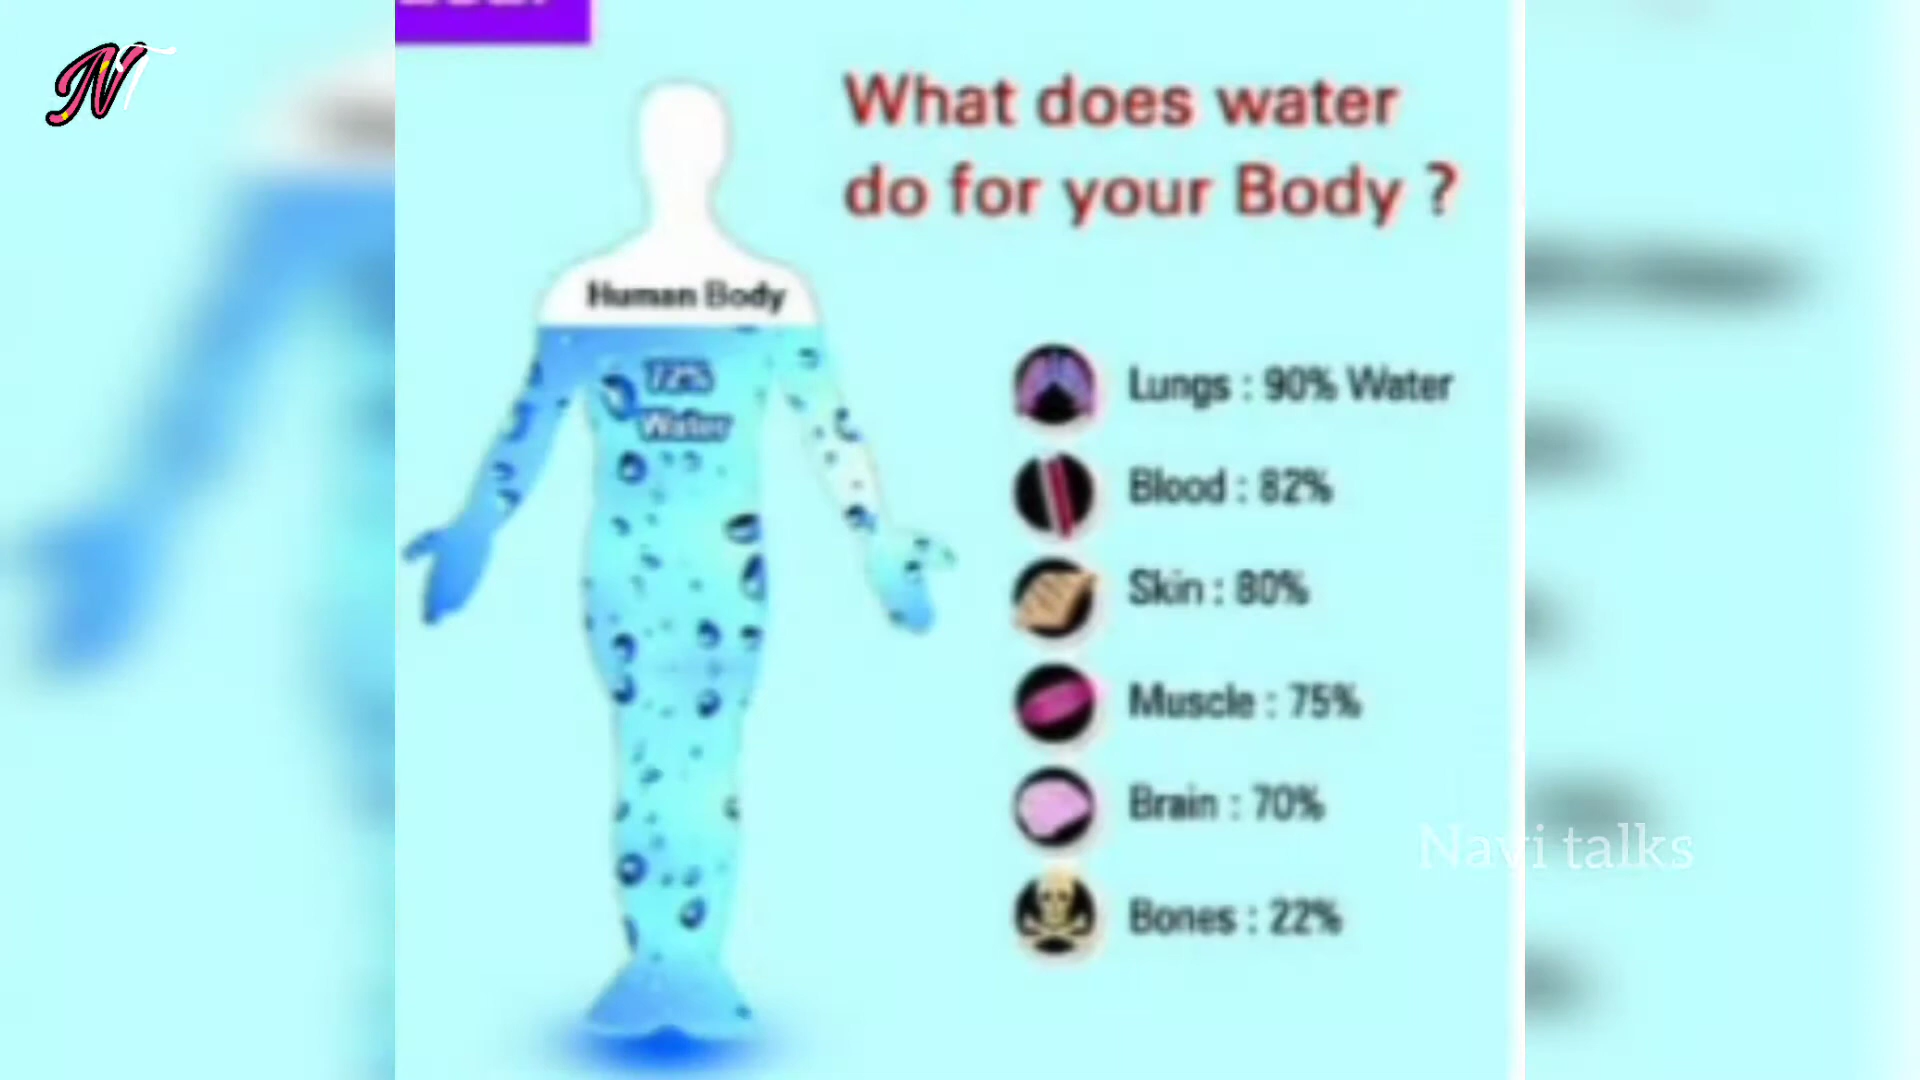 NT
What does water
do for your Body ?
Human Body
72%
Water
Lungs : 90% Water
Blood : 82%
Skin : 80%
Muscle : 75%
Brain : 70%
Bones : 22%
Navi talks